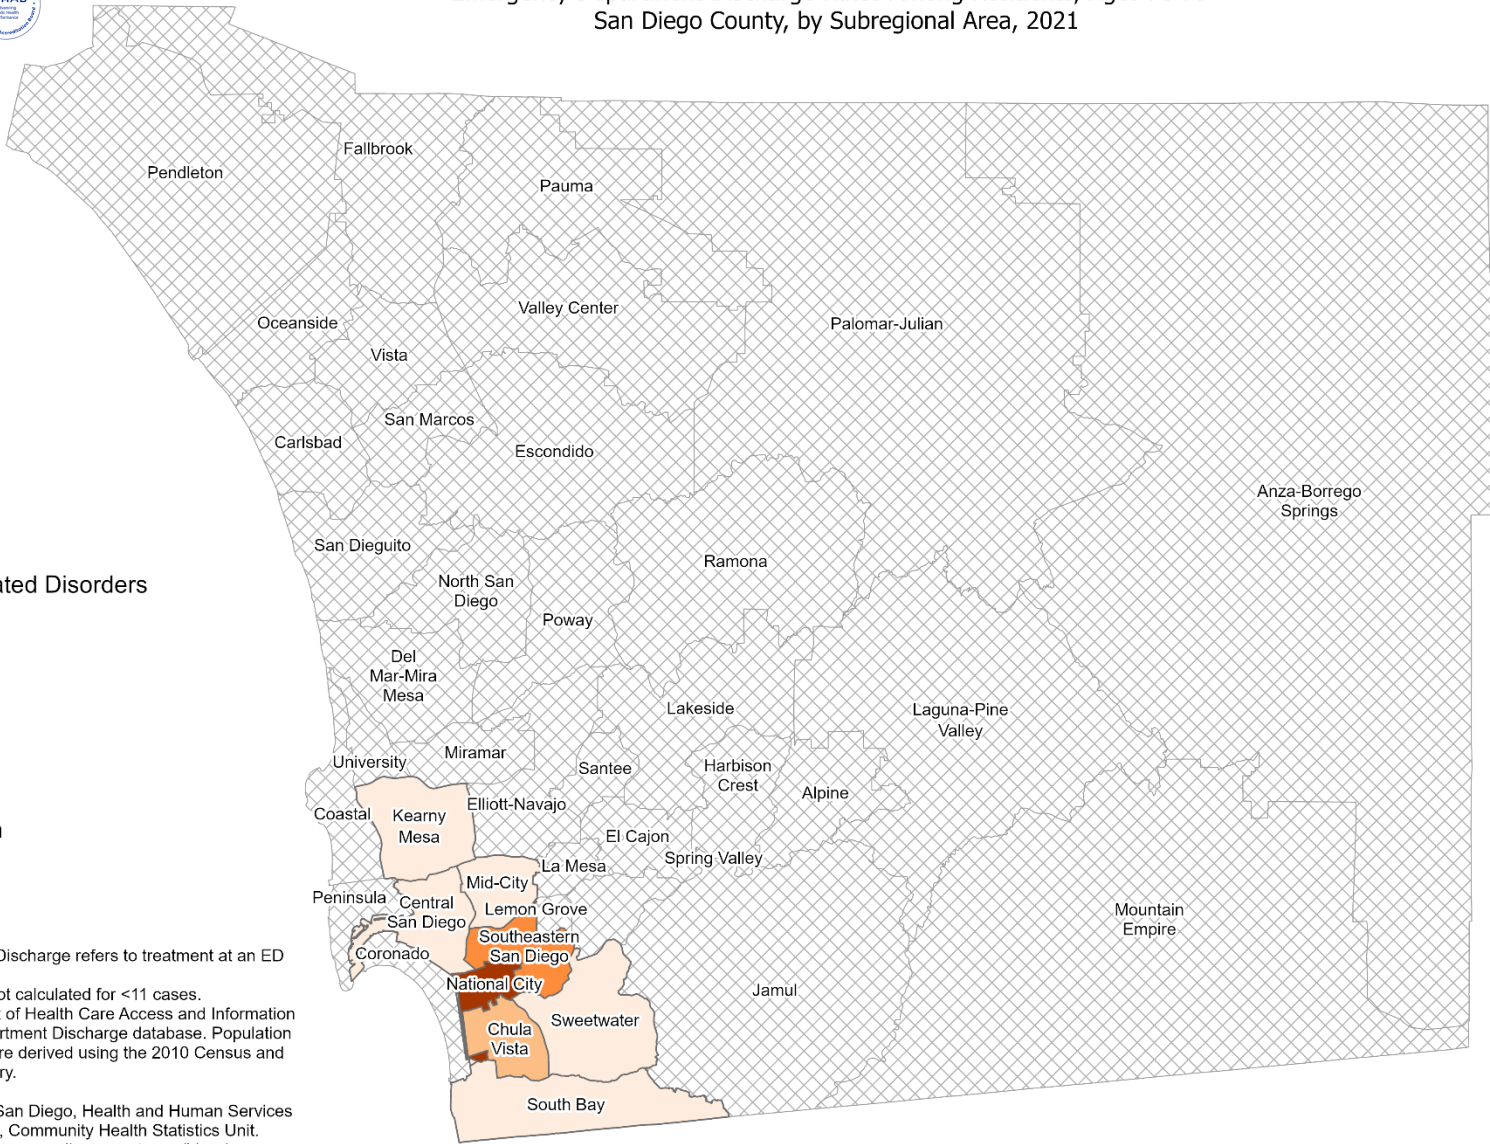 San Diego County, by Subregional Area, 2021
Pendleton
Fallbrook
Pauma
Oceanside
Valley Center
Palomar-Julian
Vista
San Marcos
Carlsbad
Escondido
Anza-Borrego
Springs
San Dieguito
Ramona
North San
Diego
Poway
ated Disorders
Del
Mar-Mira
Mesa
Lakeside
Laguna-Pine
Valley
University
Miramar
Santee
Harbison
Crest
Alpine
Coastal
Kearny
Mesa
Elliott-Navajo
El Cajon
La Mesa
Spring Valley
Peninsula
Central
San Diego
Mid-City
Lemon Grove
Mountain
Empire
Coronado
Southeastern
San Diego
National City
Jamul
Chula
Vista
Sweetwater
South Bay
Discharge refers to treatment at an ED
ot calculated for <11 cases.
t of Health Care Access and Information
rtment Discharge database. Population
re derived using the 2010 Census and
ry.
San Diego, Health and Human Services
, Community Health Statistics Unit.